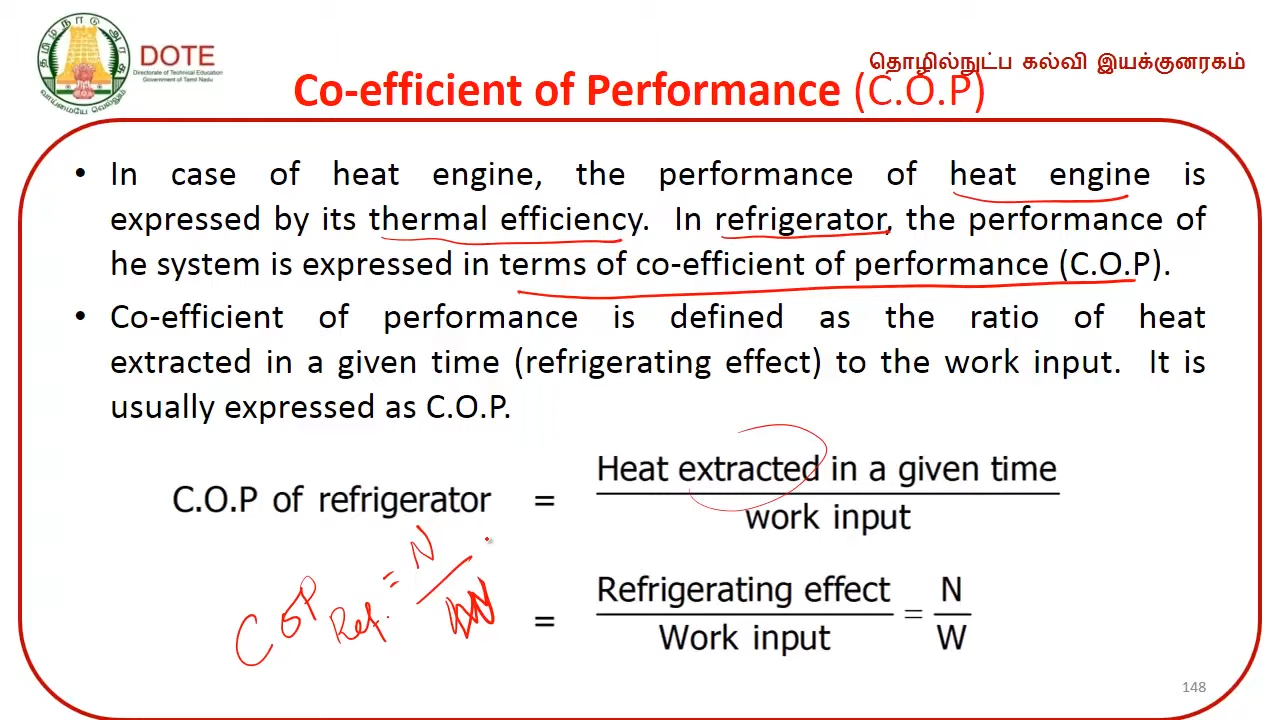 தமிழ்நாடு அரசு
வாய்மையே வெல்லும்
DOTE
Directorate of Technical Education
Government of Tamil Nadu
தொழில்நுட்ப கல்வி இயக்குனரகம்
Co-efficient of Performance (C.O.P)
• In case of heat engine, the performance of heat engine is
expressed by its thermal efficiency. In refrigerator, the performance of
he system is expressed in terms of co-efficient of performance (C.O.P).
• Co-efficient of performance is defined as the ratio of heat
extracted in a given time (refrigerating effect) to the work input. It is
usually expressed as C.O.P.
Heat extracted in a given time
C.O.P of refrigerator =
work input
COP Ref. = N
Refrigerating effect = N
=
Work input W
148